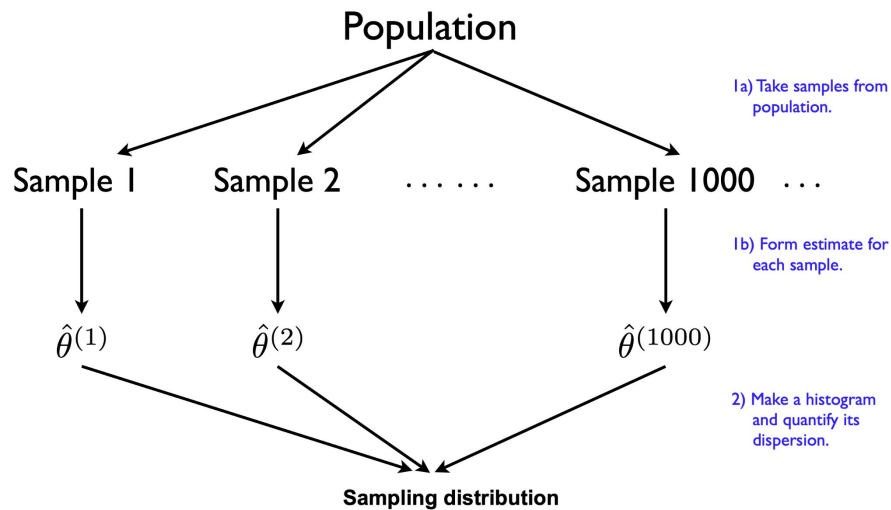 Population
1a) Take samples from
population.
Sample 1
Sample 2
... ...
Sample 1000
...
1b) Form estimate for
each sample.
θ̂⁽¹⁾
θ̂⁽²⁾
θ̂⁽¹⁰⁰⁰⁾
2) Make a histogram
and quantify its
dispersion.
Sampling distribution